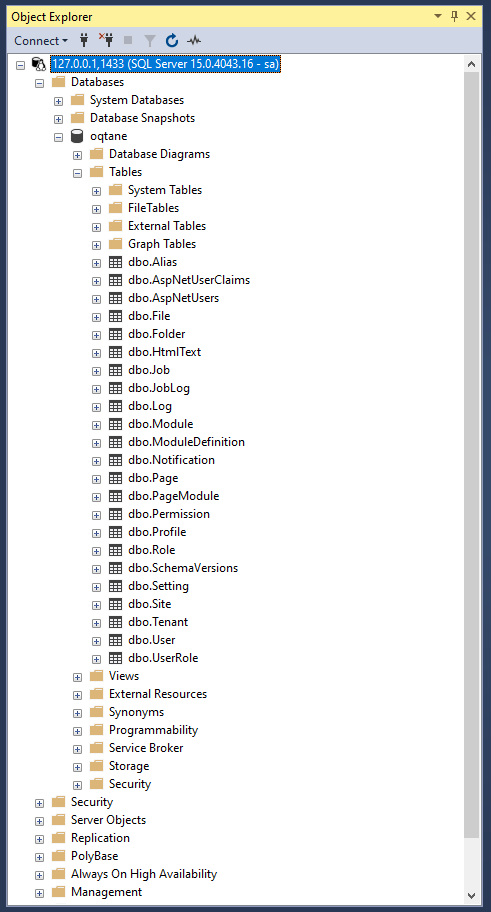 Object Explorer
Connect
127.0.0.1,1433 (SQL Server 15.0.4043.16 - sa)
Databases
System Databases
Database Snapshots
oqtane
Database Diagrams
Tables
System Tables
FileTables
External Tables
Graph Tables
dbo.Alias
dbo.AspNetUserClaims
dbo.AspNetUsers
dbo.File
dbo.Folder
dbo.HtmlText
dbo.Job
dbo.JobLog
dbo.Log
dbo.Module
dbo.ModuleDefinition
dbo.Notification
dbo.Page
dbo.PageModule
dbo.Permission
dbo.Profile
dbo.Role
dbo.SchemaVersions
dbo.Setting
dbo.Site
dbo.Tenant
dbo.User
dbo.UserRole
Views
External Resources
Synonyms
Programmability
Service Broker
Storage
Security
Security
Server Objects
Replication
PolyBase
Always On High Availability
Management